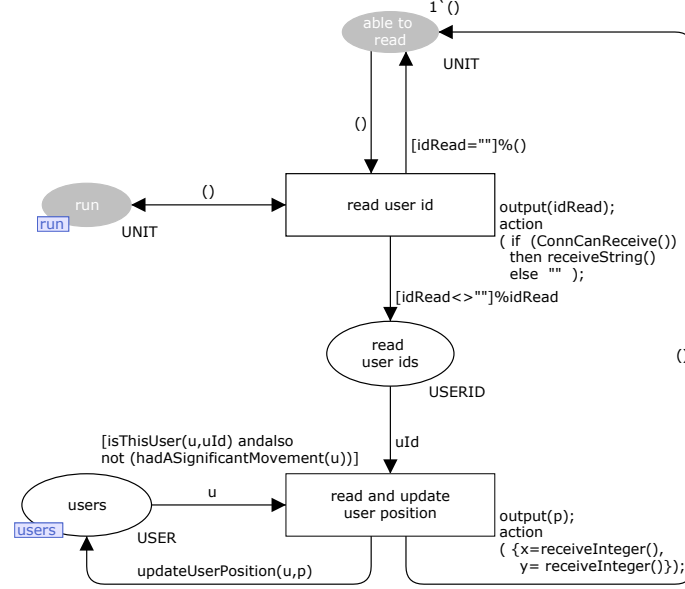 1`()
able to
read
UNIT
()
[idRead=""]%()
run
run
UNIT
()
read user id
output(idRead);
action
( if (ConnCanReceive())
then receiveString()
else "" );
[idRead<>""]%idRead
read
user ids
USERID
()
uId
[isThisUser(u,uId) andalso
not (hadASignificantMovement(u))]
users
users
USER
u
read and update
user position
output(p);
action
( {x=receiveInteger(),
y= receiveInteger()});
updateUserPosition(u,p)